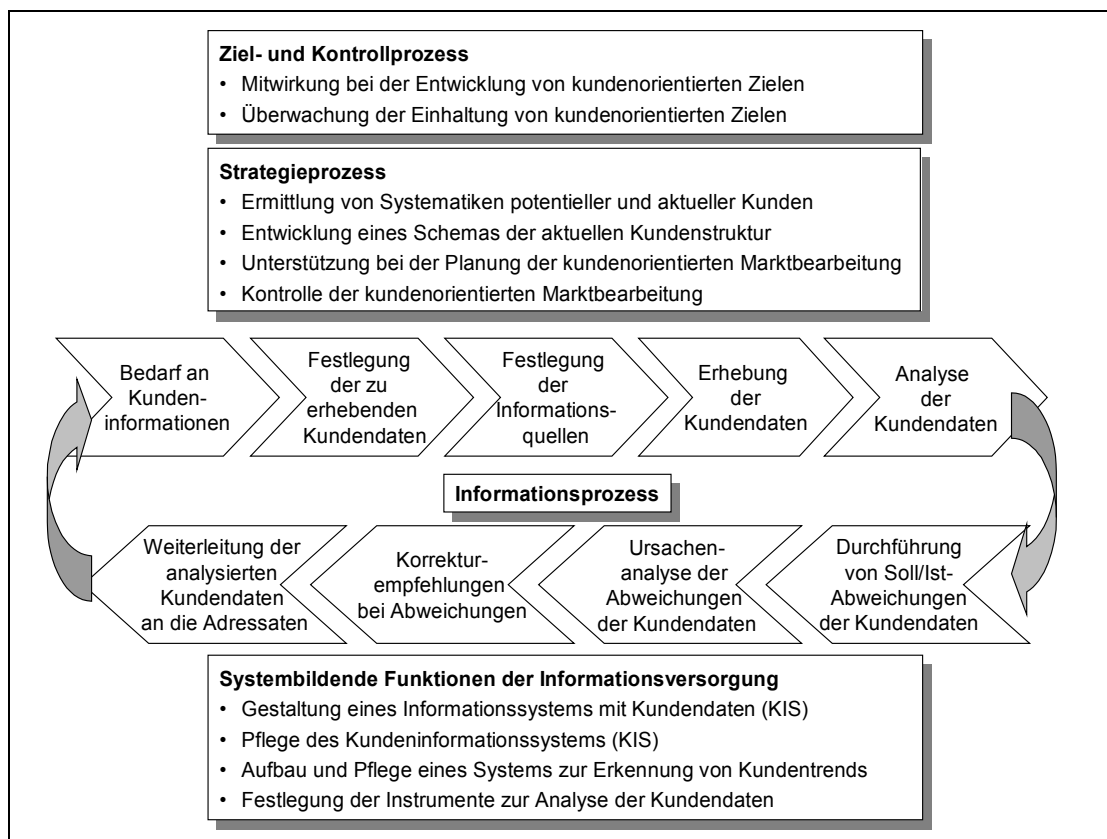 Ziel- und Kontrollprozess
• Mitwirkung bei der Entwicklung von kundenorientierten Zielen
• Überwachung der Einhaltung von kundenorientierten Zielen
Strategieprozess
• Ermittlung von Systematiken potentieller und aktueller Kunden
• Entwicklung eines Schemas der aktuellen Kundenstruktur
• Unterstützung bei der Planung der kundenorientierten Marktbearbeitung
• Kontrolle der kundenorientierten Marktbearbeitung
Bedarf an
Kunden-
informationen
Festlegung
der zu
erhebenden
Kundendaten
Festlegung
der
Informations-
quellen
Erhebung
der
Kundendaten
Analyse
der
Kundendaten
Informationsprozess
Weiterleitung der
analysierten
Kundendaten
an die Adressaten
Korrektur-
empfehlungen
bei Abweichungen
Ursachen-
analyse der
Abweichungen
der Kundendaten
Durchführung
von Soll/Ist-
Abweichungen
der Kundendaten
Systembildende Funktionen der Informationsversorgung
• Gestaltung eines Informationssystems mit Kundendaten (KIS)
• Pflege des Kundeninformationssystems (KIS)
• Aufbau und Pflege eines Systems zur Erkennung von Kundentrends
• Festlegung der Instrumente zur Analyse der Kundendaten